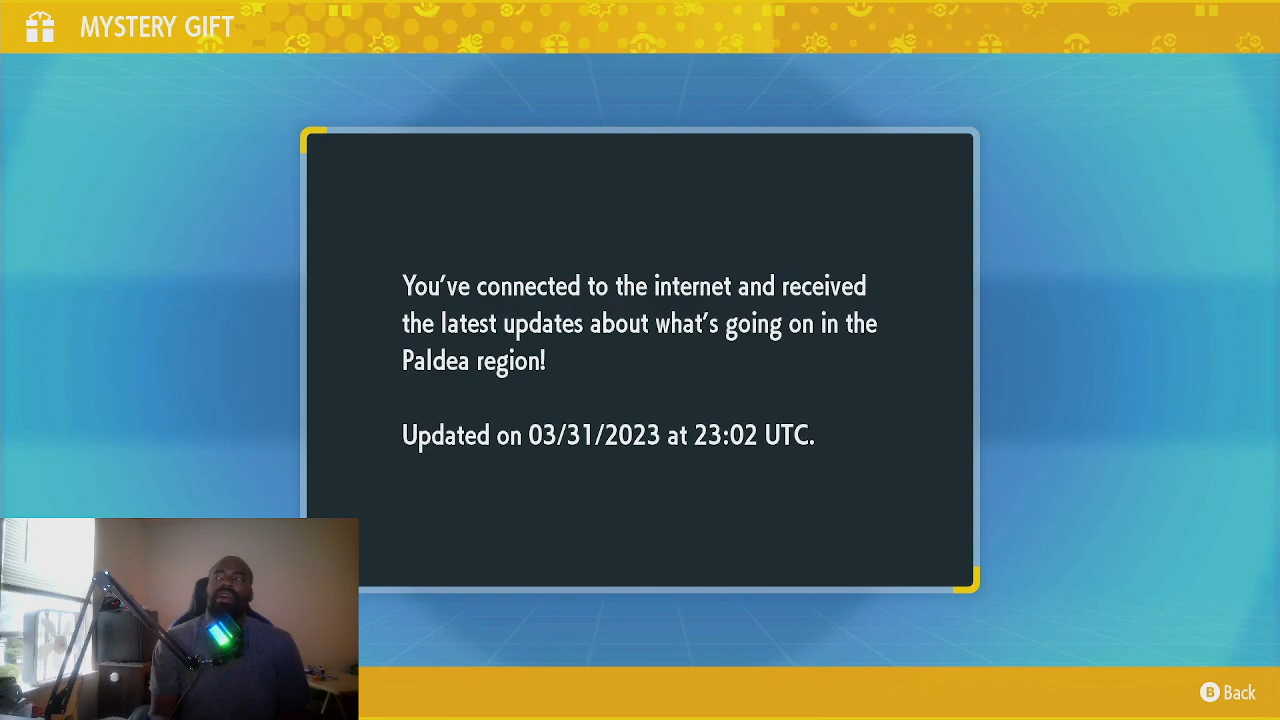 MYSTERY GIFT
You've connected to the internet and received
the latest updates about what's going on in the
Paldea region!
Updated on 03/31/2023 at 23:02 UTC.
B Back